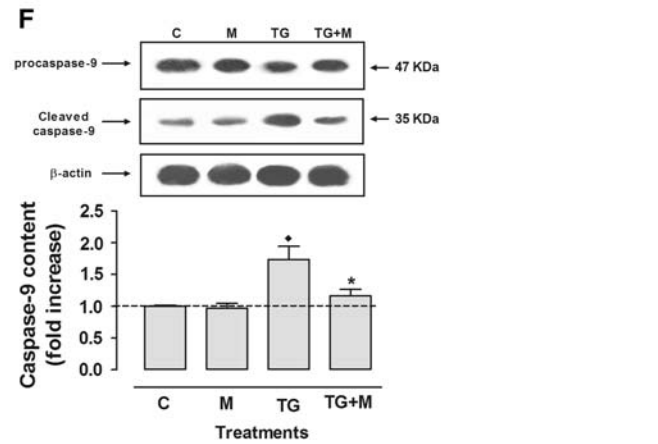 F
C M TG TG+M
procaspase-9
47 KDa
Cleaved
caspase-9
35 KDa
β-actin
Caspase-9 content
(fold increase)
2.5
2.0
1.5
1.0
0.5
0.0
◆
*
C M TG TG+M
Treatments